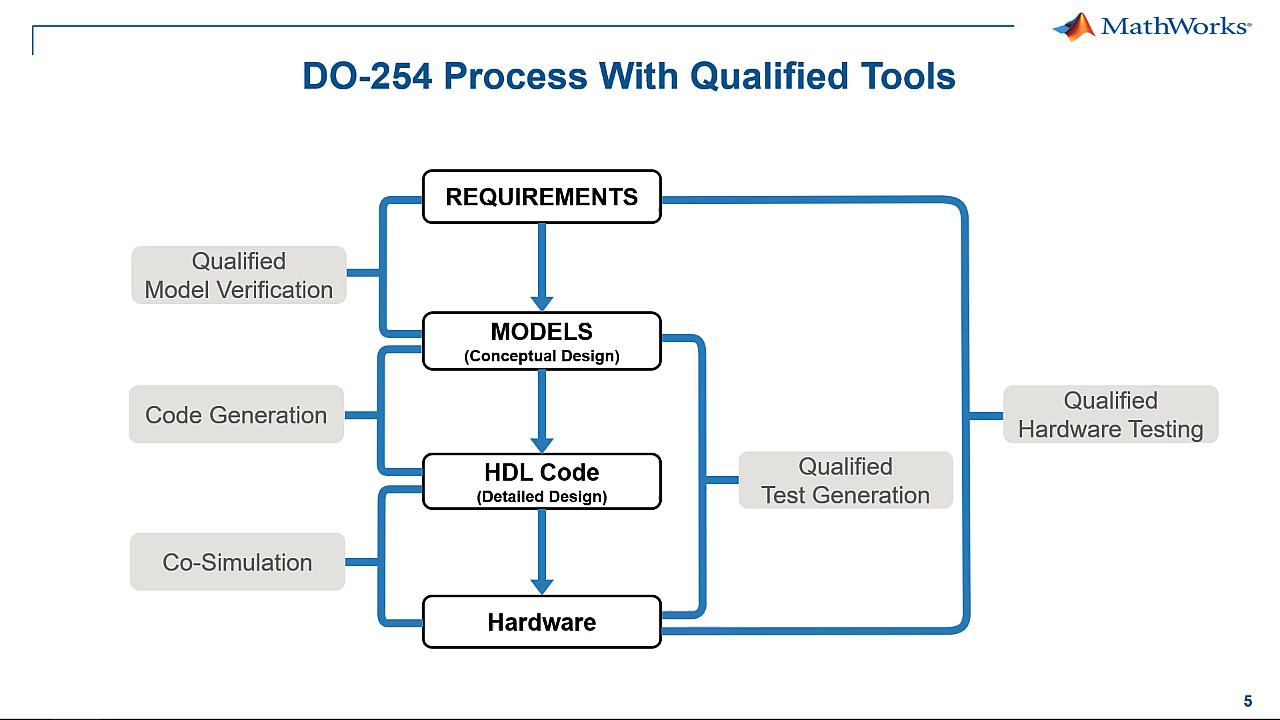 MathWorks®
DO-254 Process With Qualified Tools
REQUIREMENTS
Qualified
Model Verification
MODELS
(Conceptual Design)
Code Generation
Qualified
Hardware Testing
HDL Code
(Detailed Design)
Qualified
Test Generation
Co-Simulation
Hardware
5